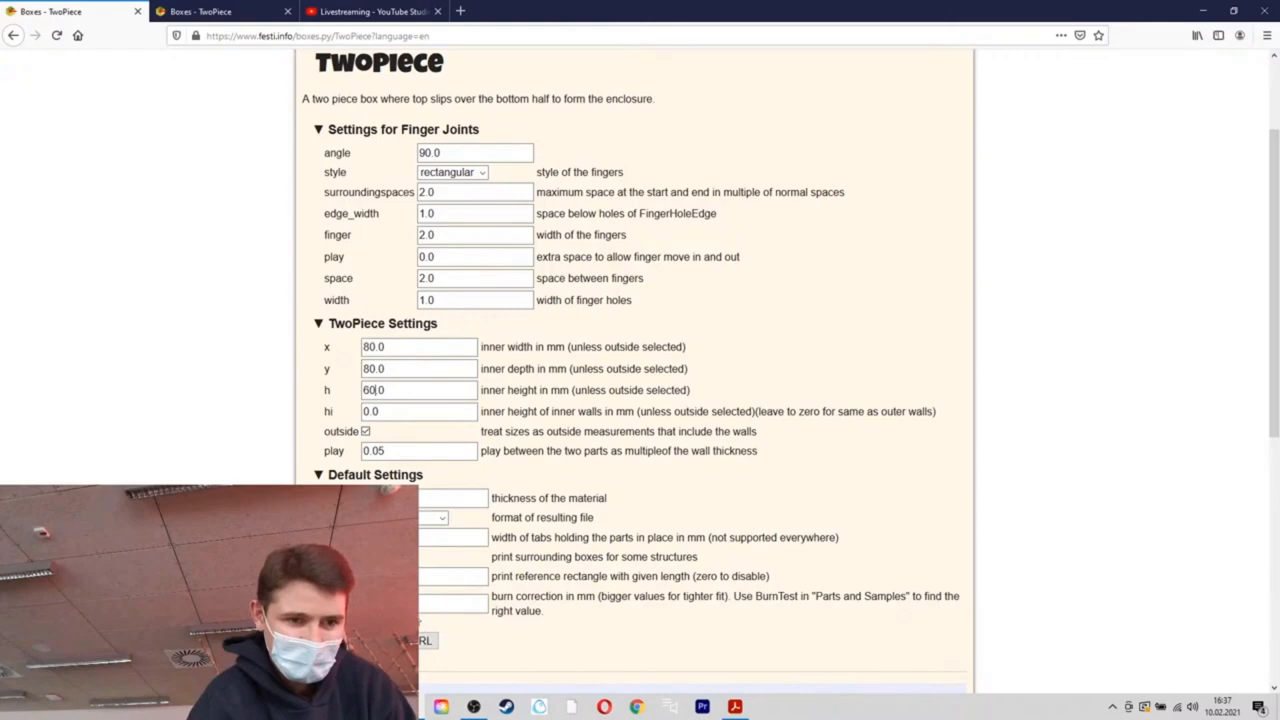 Boxes - TwoPiece
Boxes - TwoPiece
Livestreaming - YouTube Studi
https://www.festi.info/boxes.py/TwoPiece?language=en
TwoPiece
A two piece box where top slips over the bottom half to form the enclosure.
▼ Settings for Finger Joints
angle 90.0
style rectangular style of the fingers
surroundingspaces 2.0 maximum space at the start and end in multiple of normal spaces
edge_width 1.0 space below holes of FingerHoleEdge
finger 2.0 width of the fingers
play 0.0 extra space to allow finger move in and out
space 2.0 space between fingers
width 1.0 width of finger holes
▼ TwoPiece Settings
x 80.0 inner width in mm (unless outside selected)
y 80.0 inner depth in mm (unless outside selected)
h 60.0 inner height in mm (unless outside selected)
hi 0.0 inner height of inner walls in mm (unless outside selected)(leave to zero for same as outer walls)
outside treat sizes as outside measurements that include the walls
play 0.05 play between the two parts as multipleof the wall thickness
▼ Default Settings
thickness of the material
format of resulting file
width of tabs holding the parts in place in mm (not supported everywhere)
print surrounding boxes for some structures
print reference rectangle with given length (zero to disable)
burn correction in mm (bigger values for tighter fit). Use BurnTest in "Parts and Samples" to find the
right value.
RL
Pr
16:37
10.02.2021
4